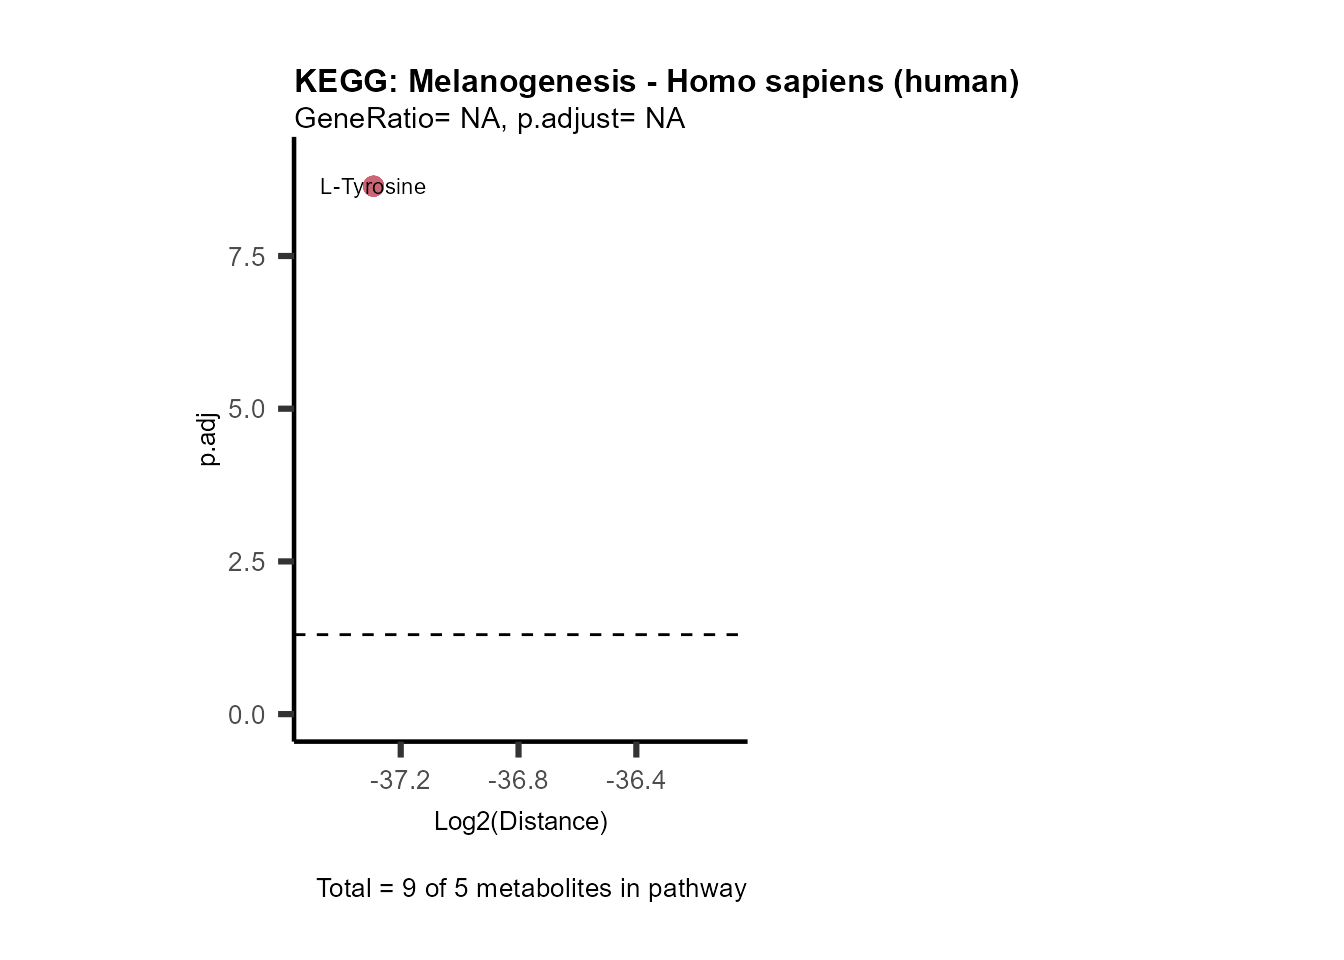 KEGG: Melanogenesis - Homo sapiens (human)
GeneRatio= NA, p.adjust= NA
L-Tyrosine
7.5
5.0
2.5
0.0
p.adj
-37.2
-36.8
-36.4
Log2(Distance)
Total = 9 of 5 metabolites in pathway